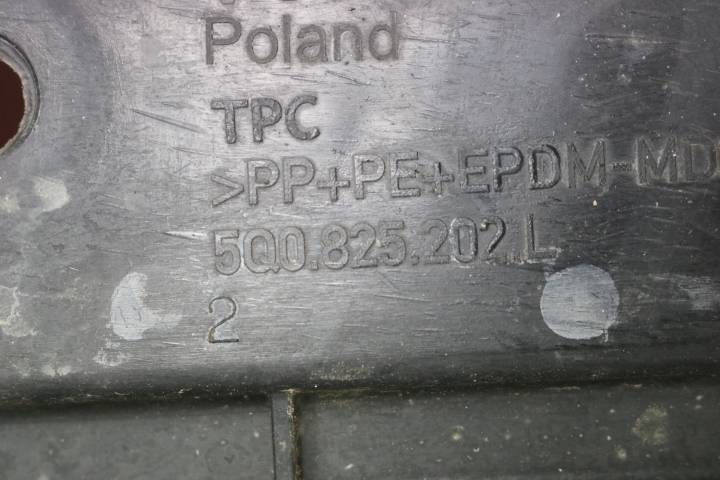 Poland
TPC
>PP+PE+EPDM-MD
5Q0.825.202.L
2